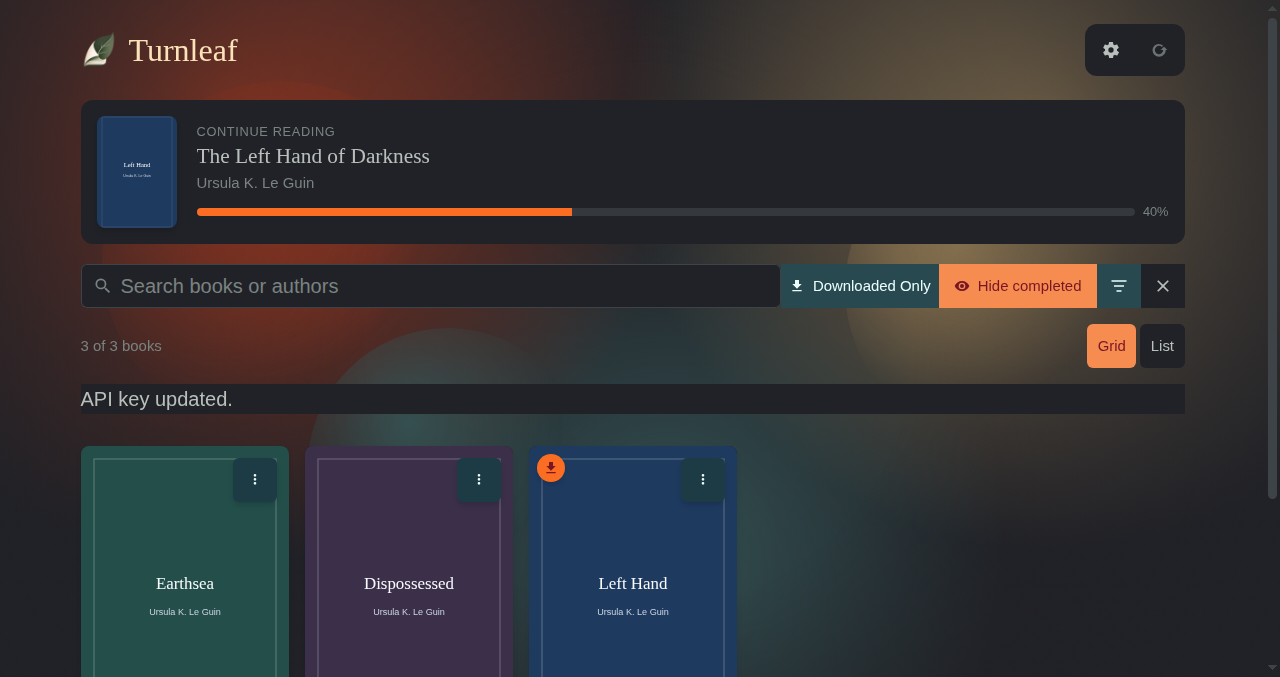 Turnleaf
CONTINUE READING
The Left Hand of Darkness
Ursula K. Le Guin
40%
Left Hand
Ursula K. Le Guin
Search books or authors
Downloaded Only
Hide completed
3 of 3 books
Grid
List
API key updated.
Earthsea
Ursula K. Le Guin
Dispossessed
Ursula K. Le Guin
Left Hand
Ursula K. Le Guin